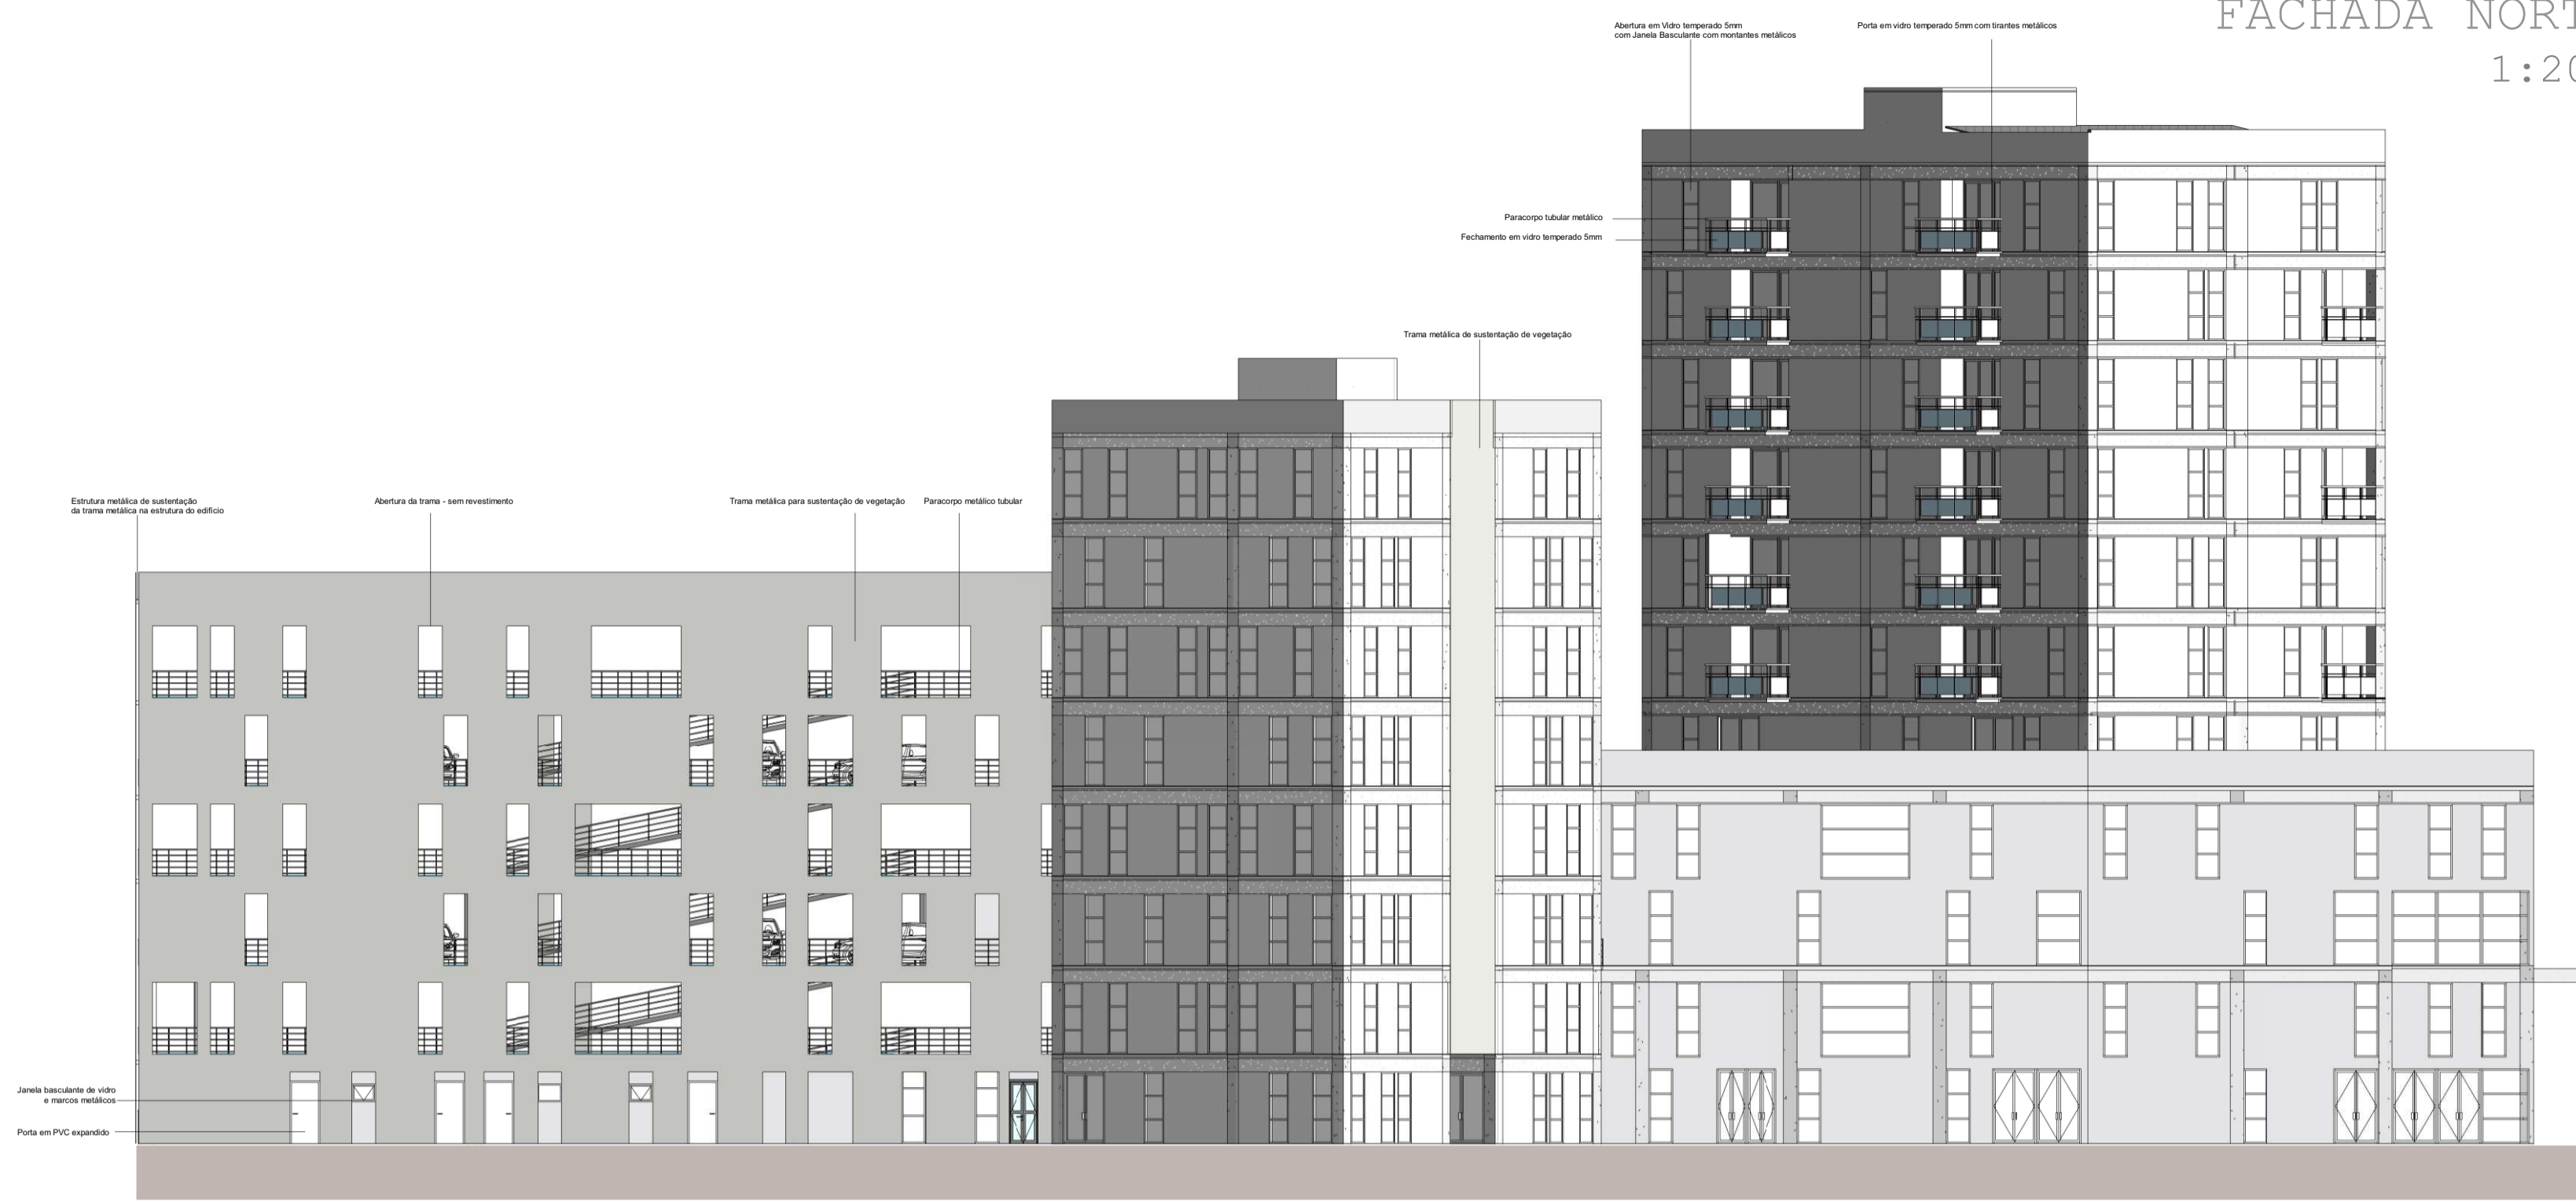 FACHADA NORT
1:20
Abertura em Vidro temperado 5mm
com Janela Basculante com montantes metálicos
Porta em vidro temperado 5mm com tirantes metálicos
Paracorpo tubular metálico
Fechamento em vidro temperado 5mm
Trama metálica de sustentação de vegetação
Estrutura metálica de sustentação
da trama metálica na estrutura do edifício
Abertura da trama - sem revestimento
Trama metálica para sustentação de vegetação
Paracorpo metálico tubular
Janela basculante de vidro
e marcos metálicos
Porta em PVC expandido